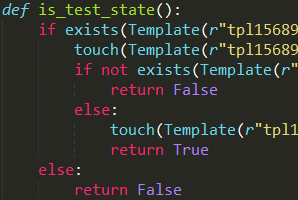 def is_test_state():
if exists(Template(r"tpl15689
touch(Template(r"tpl15689
if not exists(Template(r"
return False
else:
touch(Template(r"tpl1
return True
else:
return False